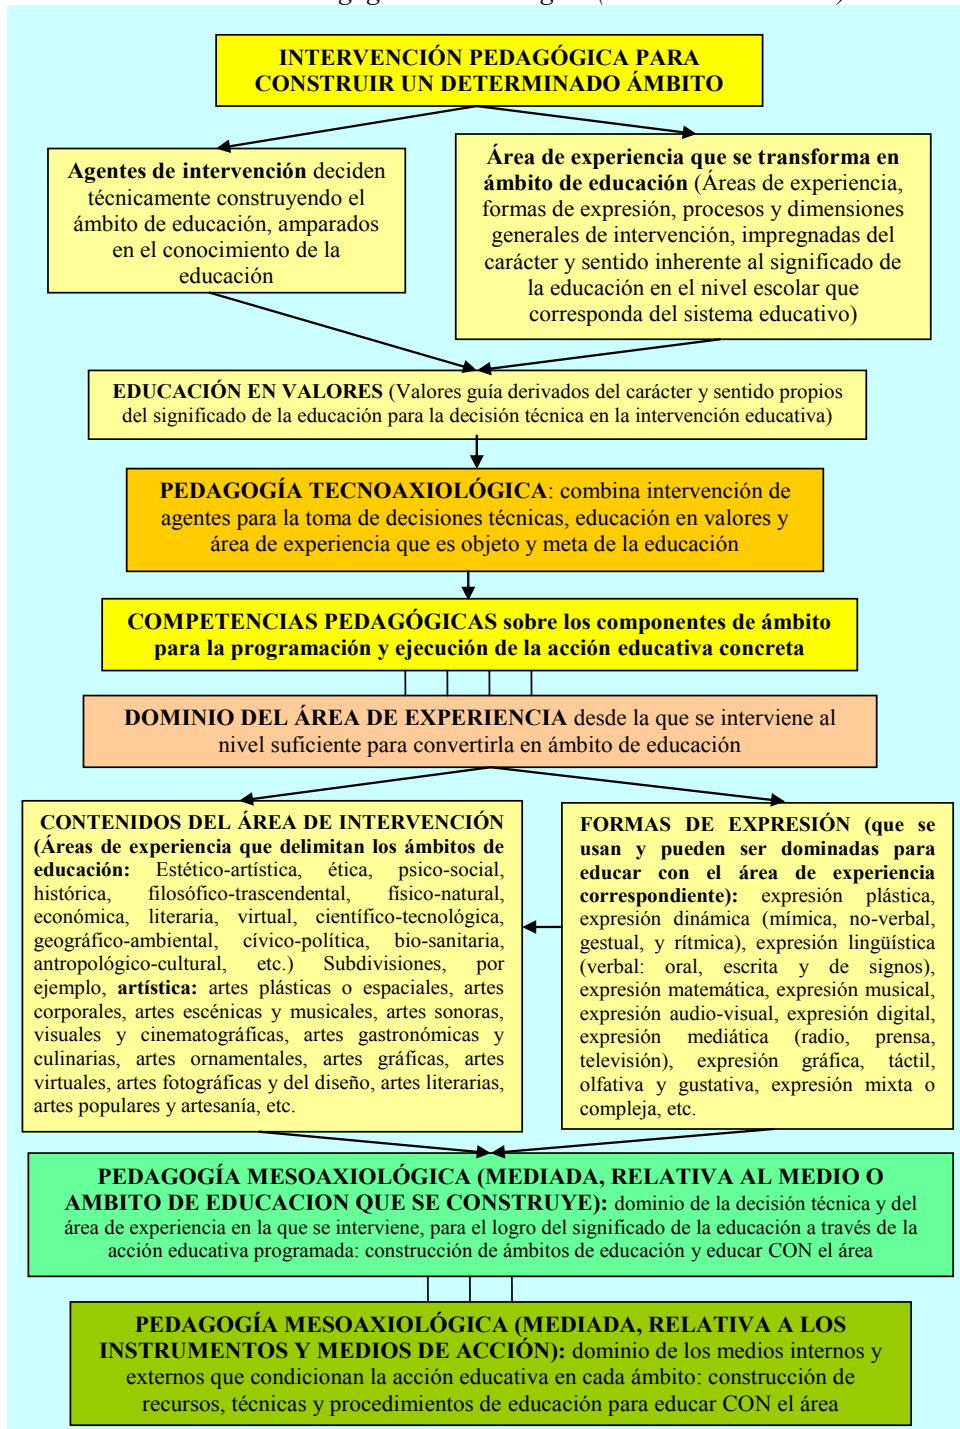 INTERVENCIÓN PEDAGÓGICA PARA
CONSTRUIR UN DETERMINADO ÁMBITO
Agentes de intervención deciden
técnicamente construyendo el
ámbito de educación, amparados
en el conocimiento de la
educación
Área de experiencia que se transforma en
ámbito de educación (Áreas de experiencia,
formas de expresión, procesos y dimensiones
generales de intervención, impregnadas del
carácter y sentido inherente al significado de
la educación en el nivel escolar que
corresponda del sistema educativo)
EDUCACIÓN EN VALORES (Valores guía derivados del carácter y sentido propios
del significado de la educación para la decisión técnica en la intervención educativa)
PEDAGOGÍA TECNOAXIOLÓGICA: combina intervención de
agentes para la toma de decisiones técnicas, educación en valores y
área de experiencia que es objeto y meta de la educación
COMPETENCIAS PEDAGÓGICAS sobre los componentes de ámbito
para la programación y ejecución de la acción educativa concreta
DOMINIO DEL ÁREA DE EXPERIENCIA desde la que se interviene al
nivel suficiente para convertirla en ámbito de educación
CONTENIDOS DEL ÁREA DE INTERVENCIÓN
(Áreas de experiencia que delimitan los ámbitos de
educación: Estético-artística, ética, psico-social,
histórica, filosófico-trascendental, físico-natural,
económica, literaria, virtual, científico-tecnológica,
geográfico-ambiental, cívico-política, bio-sanitaria,
antropológico-cultural, etc.) Subdivisiones, por
ejemplo, artística: artes plásticas o espaciales, artes
corporales, artes escénicas y musicales, artes sonoras,
visuales y cinematográficas, artes gastronómicas y
culinarias, artes ornamentales, artes gráficas, artes
virtuales, artes fotográficas y del diseño, artes literarias,
artes populares y artesanía, etc.
FORMAS DE EXPRESIÓN (que se
usan y pueden ser dominadas para
educar con el área de experiencia
correspondiente): expresión plástica,
expresión dinámica (mímica, no-verbal,
gestual, y rítmica), expresión lingüística
(verbal: oral, escrita y de signos),
expresión matemática, expresión musical,
expresión audio-visual, expresión digital,
expresión mediática (radio, prensa,
televisión), expresión gráfica, táctil,
olfativa y gustativa, expresión mixta o
compleja, etc.
PEDAGOGÍA MESOAXIOLÓGICA (MEDIADA, RELATIVA AL MEDIO O
AMBITO DE EDUCACION QUE SE CONSTRUYE): dominio de la decisión técnica y del
área de experiencia en la que se interviene, para el logro del significado de la educación a través de la
acción educativa programada: construcción de ámbitos de educación y educar CON el área
PEDAGOGÍA MESOAXIOLÓGICA (MEDIADA, RELATIVA A LOS
INSTRUMENTOS Y MEDIOS DE ACCIÓN): dominio de los medios internos y
externos que condicionan la acción educativa en cada ámbito: construcción de
recursos, técnicas y procedimientos de educación para educar CON el área